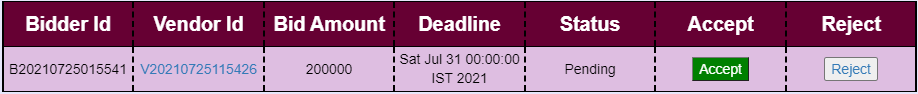 Bidder Id Vendor Id Bid Amount Deadline Status Accept Reject
B20210725015541 V20210725115426 200000 Sat Jul 31 00:00:00 IST 2021 Pending Accept Reject